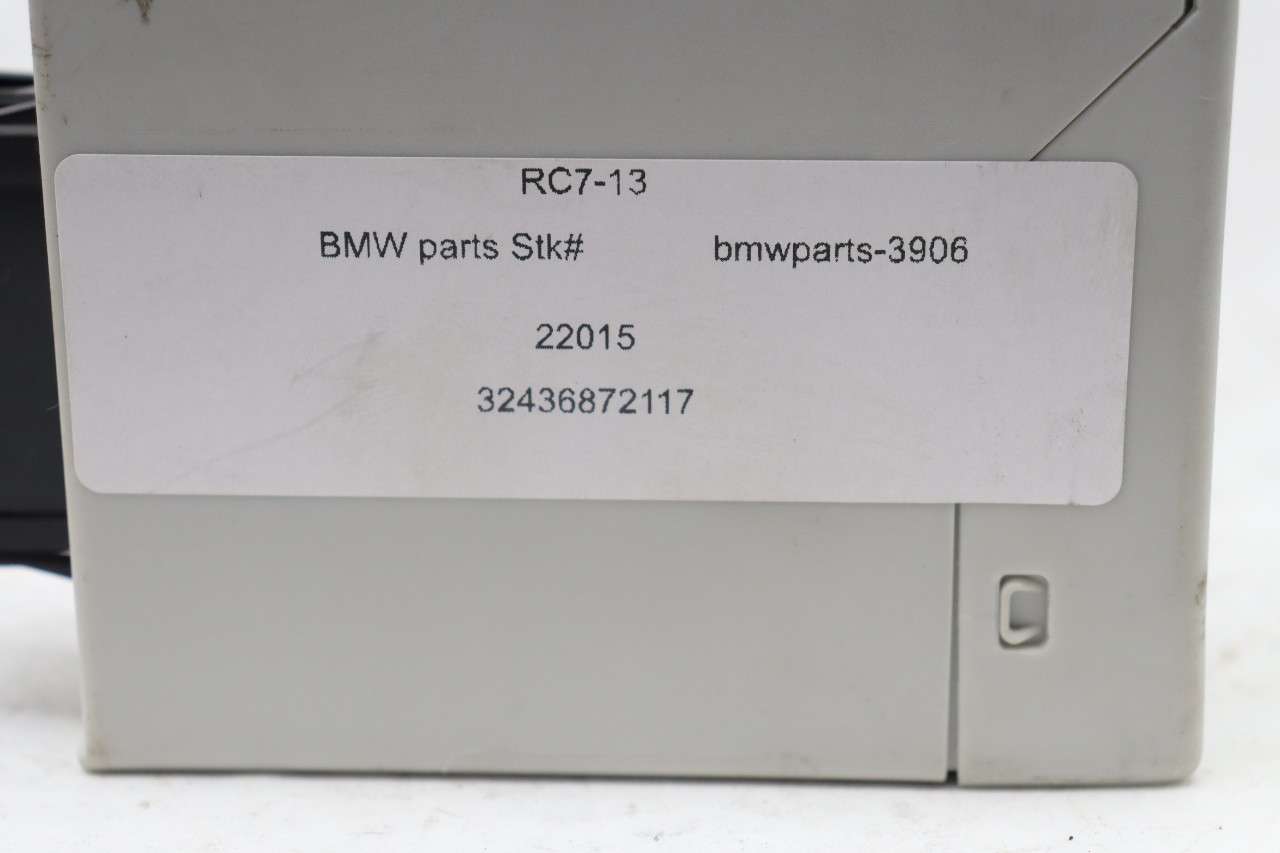 RC7-13
BMW parts Stk# bmwparts-3906
22015
32436872117